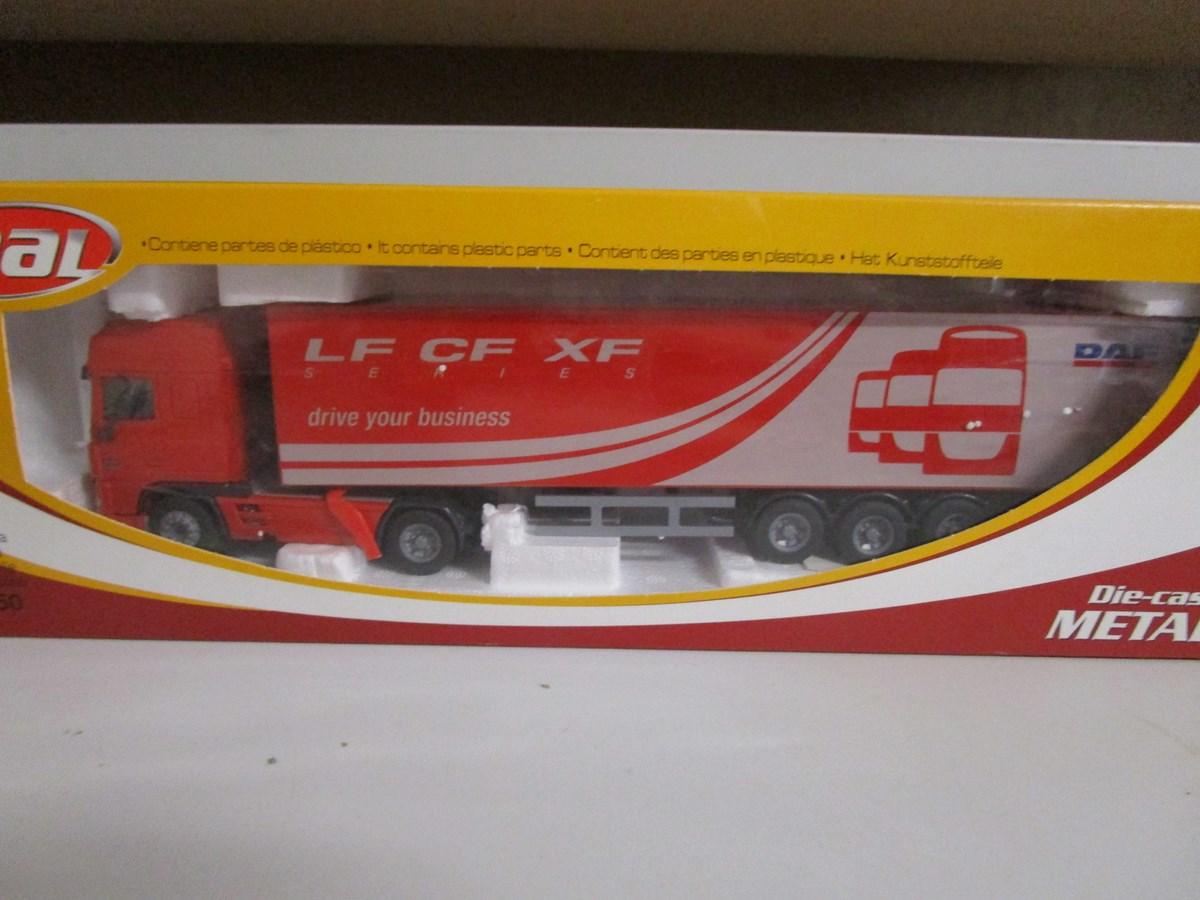 aL
•Contiene partes de plástico • It contains plastic parts • Contient des parties en plastique • Hat Kunststoffteile
LF CF XF
SERIES
drive your business
DAF
50
Die-cas
METAL